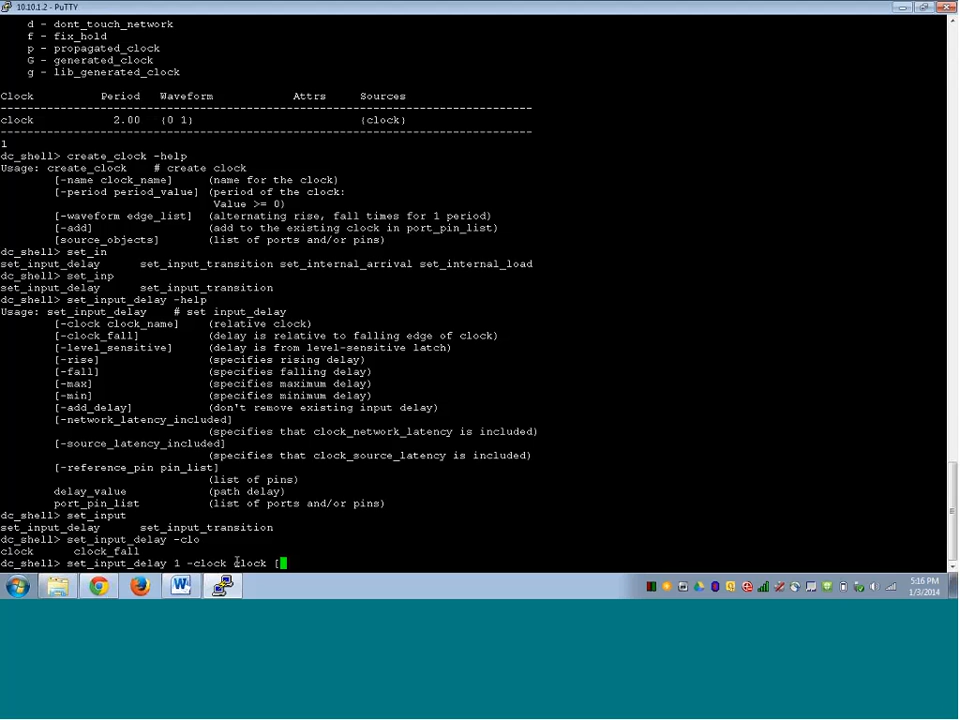 10.10.1.2 - PuTTY
d - dont_touch_network
f - fix_hold
p - propagated_clock
G - generated_clock
g - lib_generated_clock
Clock Period Waveform Attrs Sources
--------------------------------------------------------------------------------
clock 2.00 {0 1} {clock}
--------------------------------------------------------------------------------
1
dc_shell> create_clock -help
Usage: create_clock # create clock
[-name clock_name] (name for the clock)
[-period period_value] (period of the clock:
Value >= 0)
[-waveform edge_list] (alternating rise, fall times for 1 period)
[-add] (add to the existing clock in port_pin_list)
[source_objects] (list of ports and/or pins)
dc_shell> set_in
set_input_delay set_input_transition set_internal_arrival set_internal_load
dc_shell> set_inp
set_input_delay set_input_transition
dc_shell> set_input_delay -help
Usage: set_input_delay # set input_delay
[-clock clock_name] (relative clock)
[-clock_fall] (delay is relative to falling edge of clock)
[-level_sensitive] (delay is from level-sensitive latch)
[-rise] (specifies rising delay)
[-fall] (specifies falling delay)
[-max] (specifies maximum delay)
[-min] (specifies minimum delay)
[-add_delay] (don't remove existing input delay)
[-network_latency_included]
(specifies that clock_network_latency is included)
[-source_latency_included]
(specifies that clock_source_latency is included)
[-reference_pin pin_list]
(list of pins)
delay_value (path delay)
port_pin_list (list of ports and/or pins)
dc_shell> set_input
set_input_delay set_input_transition
dc_shell> set_input_delay -clo
clock clock_fall
dc_shell> set_input_delay 1 -clock clock [
5:16 PM
1/3/2014